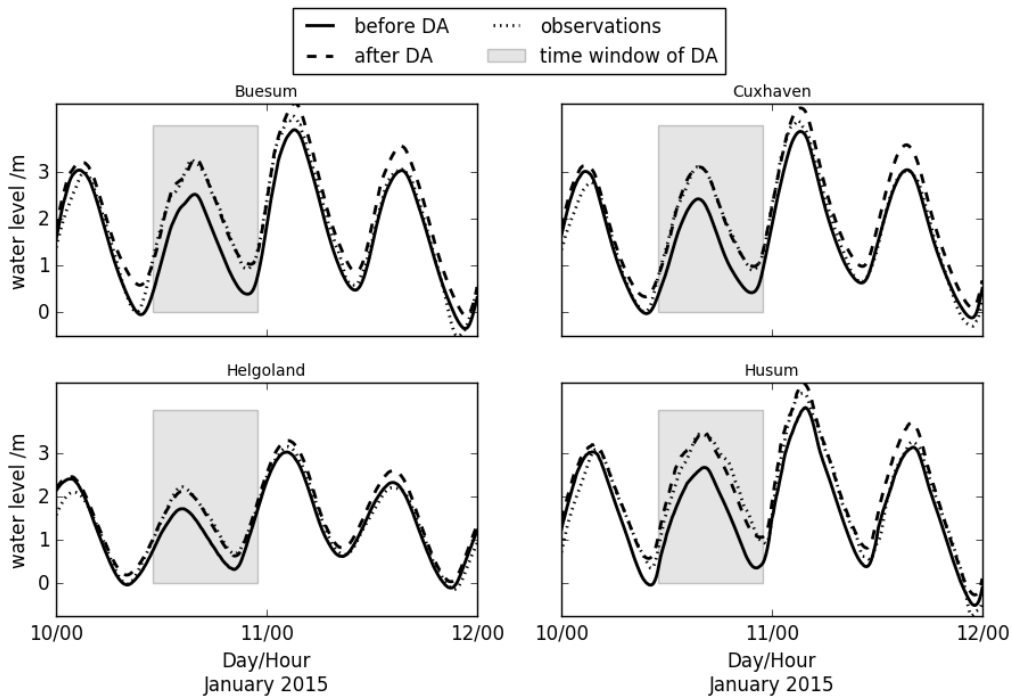 before DA
observations
after DA
time window of DA
Buesum
Cuxhaven
water level /m
3
2
1
0
Helgoland
Husum
water level /m
3
2
1
0
10/00
11/00
12/00
10/00
11/00
12/00
Day/Hour
Day/Hour
January 2015
January 2015